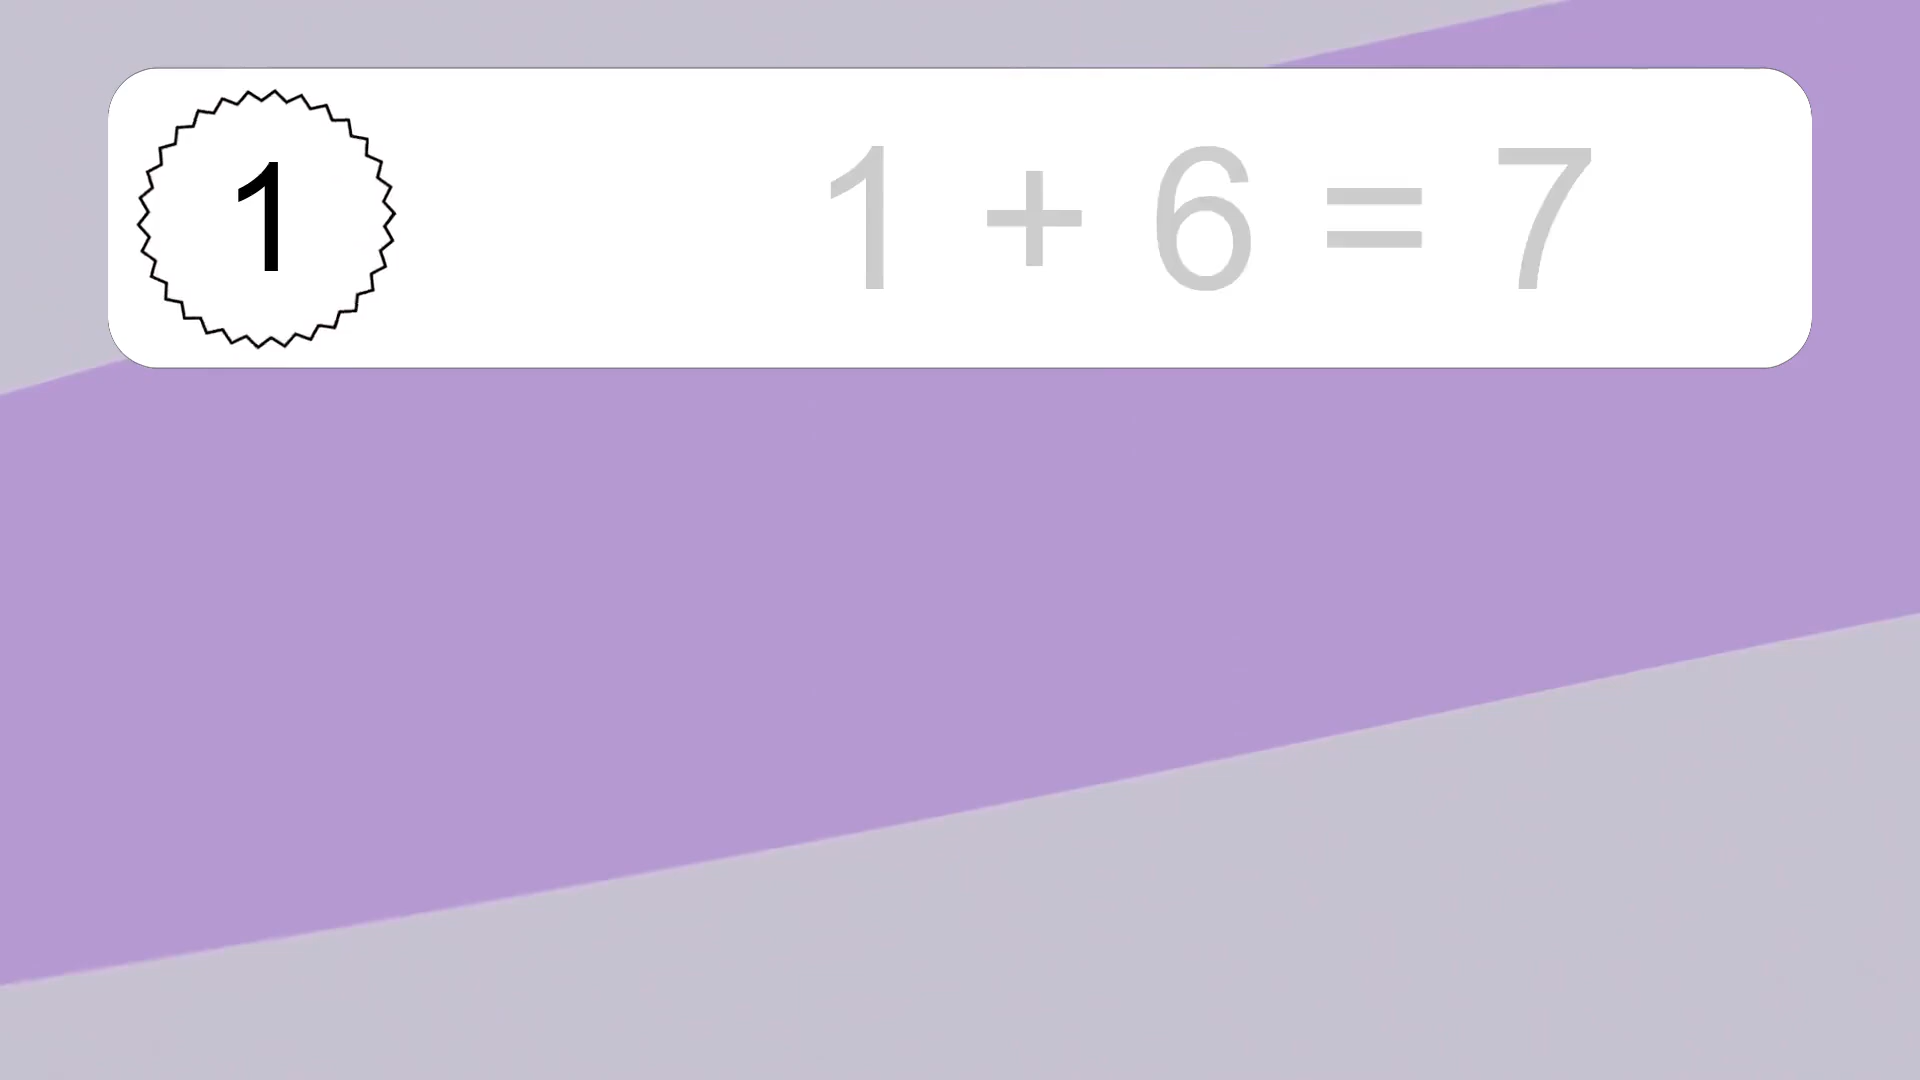 1 1 + 6 = 7